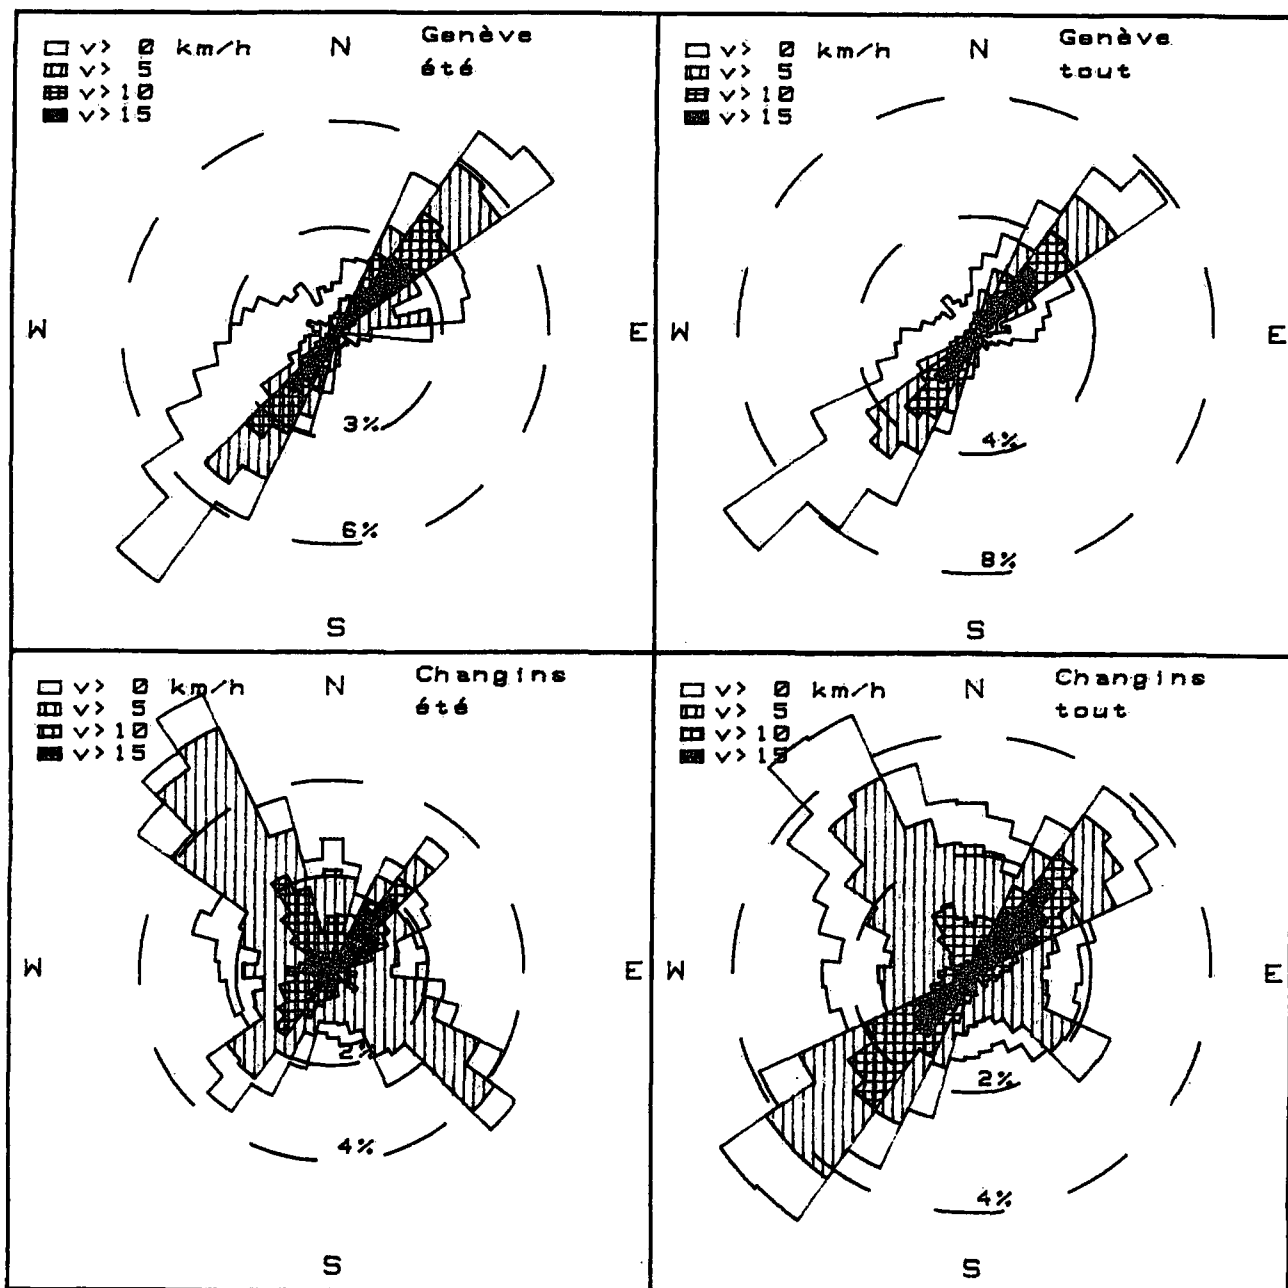 v> 0 km/h N Genève
v> 5 été
v>10
v>15
W E
3%
6%
S
v> 0 km/h N Genève
v> 5 tout
v>10
v>15
W E
4%
8%
S
v> 0 km/h N Changins
v> 5 été
v>10
v>15
W E
2%
4%
S
v> 0 km/h N Changins
v> 5 tout
v>10
v>15
W E
2%
4%
S